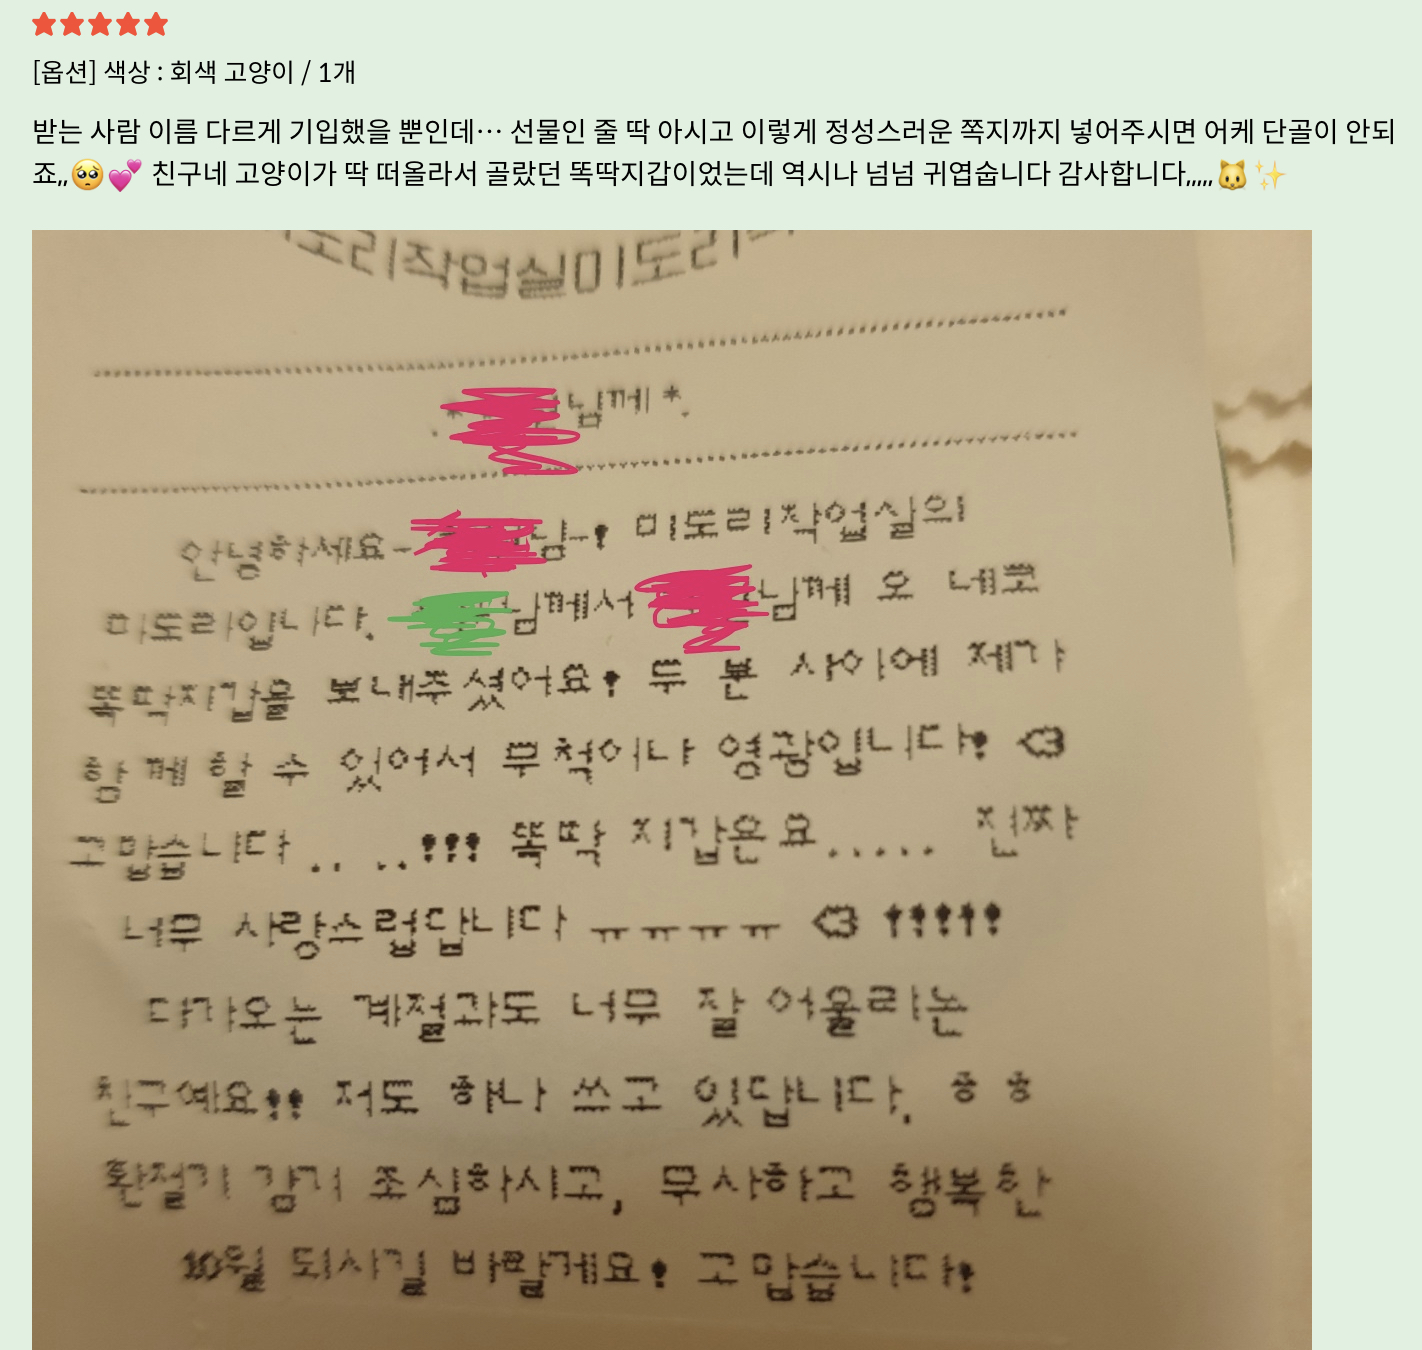 [옵션] 색상 : 회색 고양이 / 1개
받는 사람 이름 다르게 기입했을 뿐인데… 선물인 줄 딱 아시고 이렇게 정성스러운 쪽지까지 넣어주시면 어케 단골이 안되
죠,,🥺💕 친구네 고양이가 딱 떠올라서 골랐던 똑딱지갑이었는데 역시나 넘넘 귀엽숩니다 감사합니다,,,,,🐱✨
도리작업실미도리
.* 님께 *.
안녕하세요- 님-! 미도리작업실의
미도리입니다. 님께서 님께 오 네코
똑딱지갑을 보내주셨어요! 두 분 사이에 제가
함께 할 수 있어서 무척이나 영광입니다! <3
고맙습니다.. ..!!! 똑딱 지갑은요..... 진짜
너무 사랑스럽답니다 ㅠㅠㅠㅠ <3 !!!!!
다가오는 계절과도 너무 잘 어울리는
친구예요!! 저도 하나 쓰고 있답니다. ㅎㅎ
환절기 감기 조심하시고, 무사하고 행복한
10월 되시길 바랄게요! 고맙습니다!